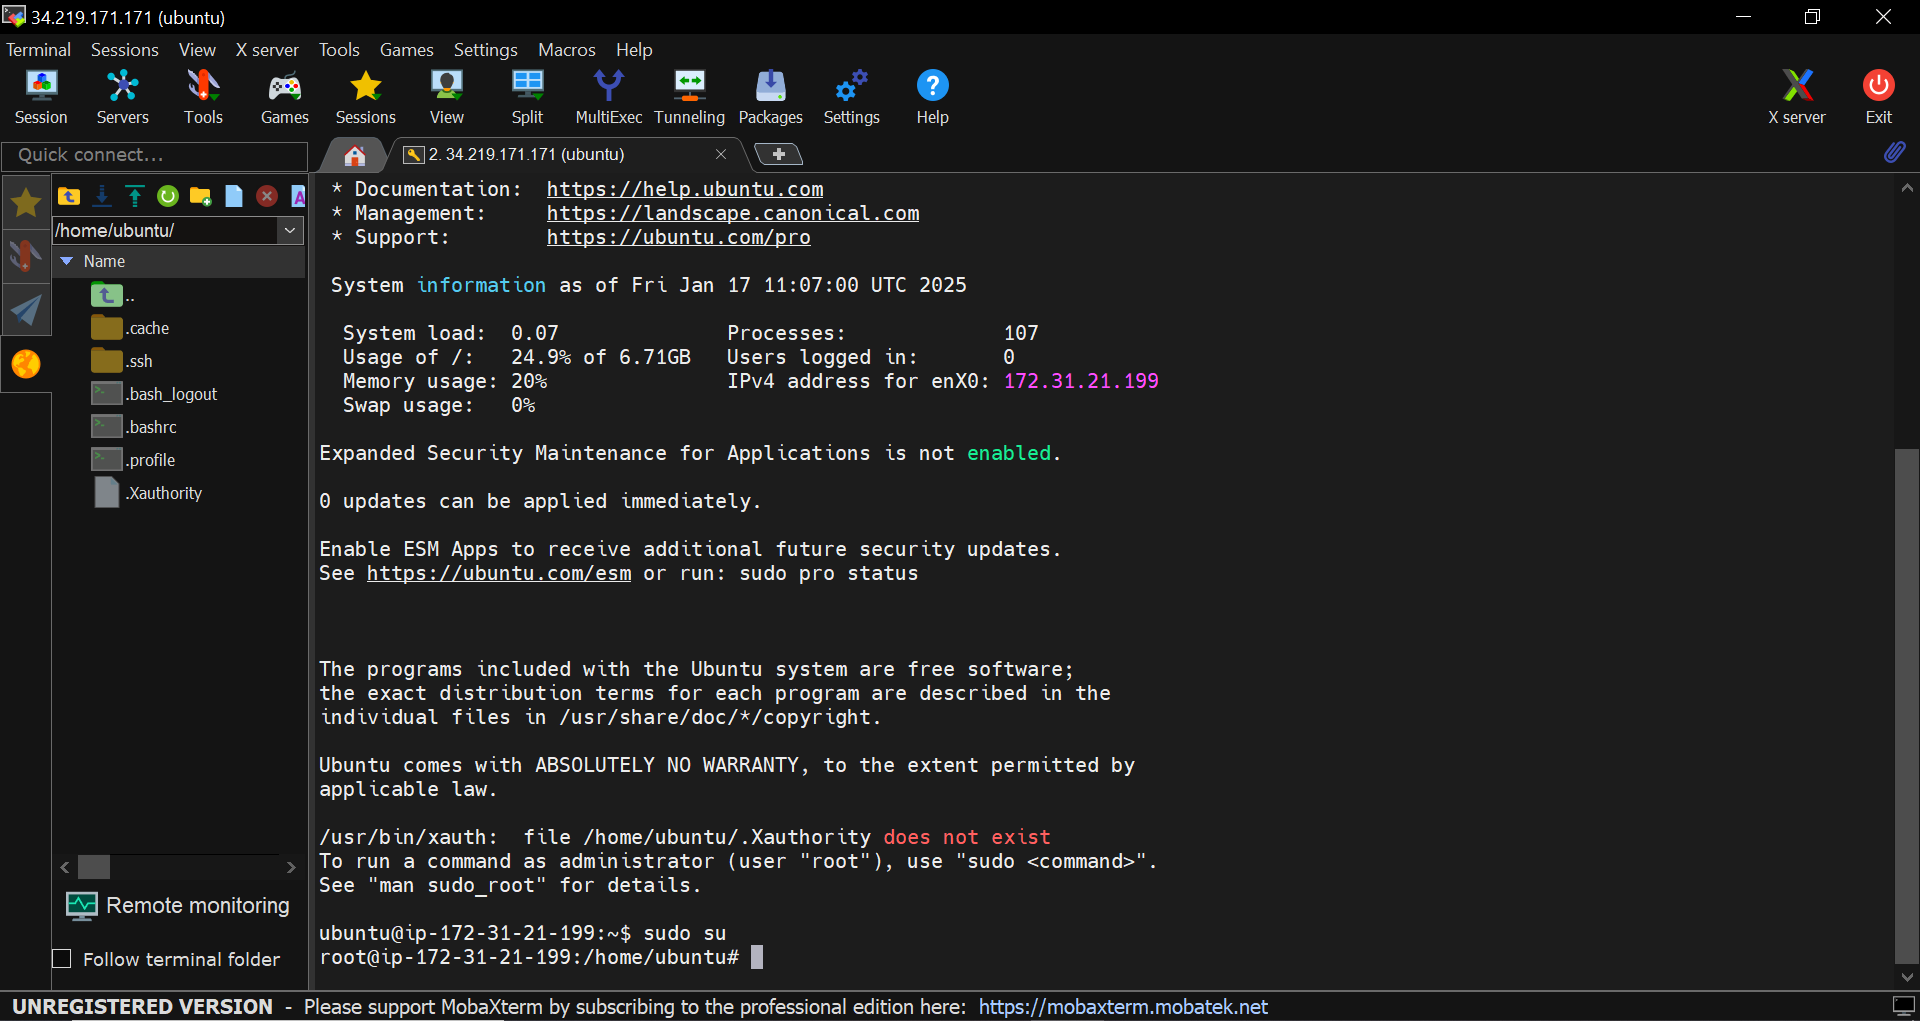 34.219.171.171 (ubuntu)
Terminal Sessions View X server Tools Games Settings Macros Help
Session Servers Tools Games Sessions View Split MultiExec Tunneling Packages Settings Help X server Exit
Quick connect...
2. 34.219.171.171 (ubuntu)
/home/ubuntu/
Name
..
.cache
.ssh
.bash_logout
.bashrc
.profile
.Xauthority
Remote monitoring
Follow terminal folder
* Documentation: https://help.ubuntu.com
* Management: https://landscape.canonical.com
* Support: https://ubuntu.com/pro
System information as of Fri Jan 17 11:07:00 UTC 2025
System load: 0.07 Processes: 107
Usage of /: 24.9% of 6.71GB Users logged in: 0
Memory usage: 20% IPv4 address for enX0: 172.31.21.199
Swap usage: 0%
Expanded Security Maintenance for Applications is not enabled.
0 updates can be applied immediately.
Enable ESM Apps to receive additional future security updates.
See https://ubuntu.com/esm or run: sudo pro status
The programs included with the Ubuntu system are free software;
the exact distribution terms for each program are described in the
individual files in /usr/share/doc/*/copyright.
Ubuntu comes with ABSOLUTELY NO WARRANTY, to the extent permitted by
applicable law.
/usr/bin/xauth: file /home/ubuntu/.Xauthority does not exist
To run a command as administrator (user "root"), use "sudo <command>".
See "man sudo_root" for details.
ubuntu@ip-172-31-21-199:~$ sudo su
root@ip-172-31-21-199:/home/ubuntu#
UNREGISTERED VERSION - Please support MobaXterm by subscribing to the professional edition here: https://mobaxterm.mobatek.net